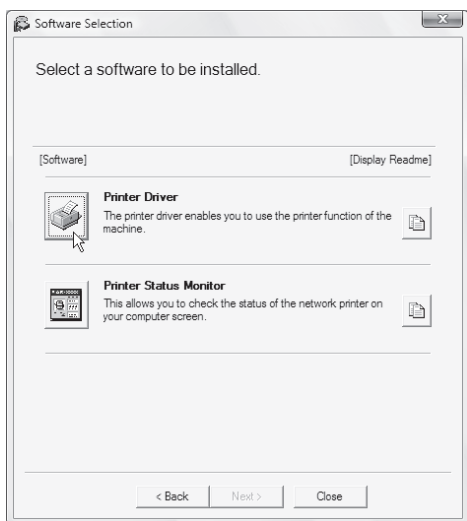 Software Selection
Select a software to be installed.
[Software] [Display Readme]
Printer Driver
The printer driver enables you to use the printer function of the
machine.
Printer Status Monitor
This allows you to check the status of the network printer on
your computer screen.
< Back Next > Close